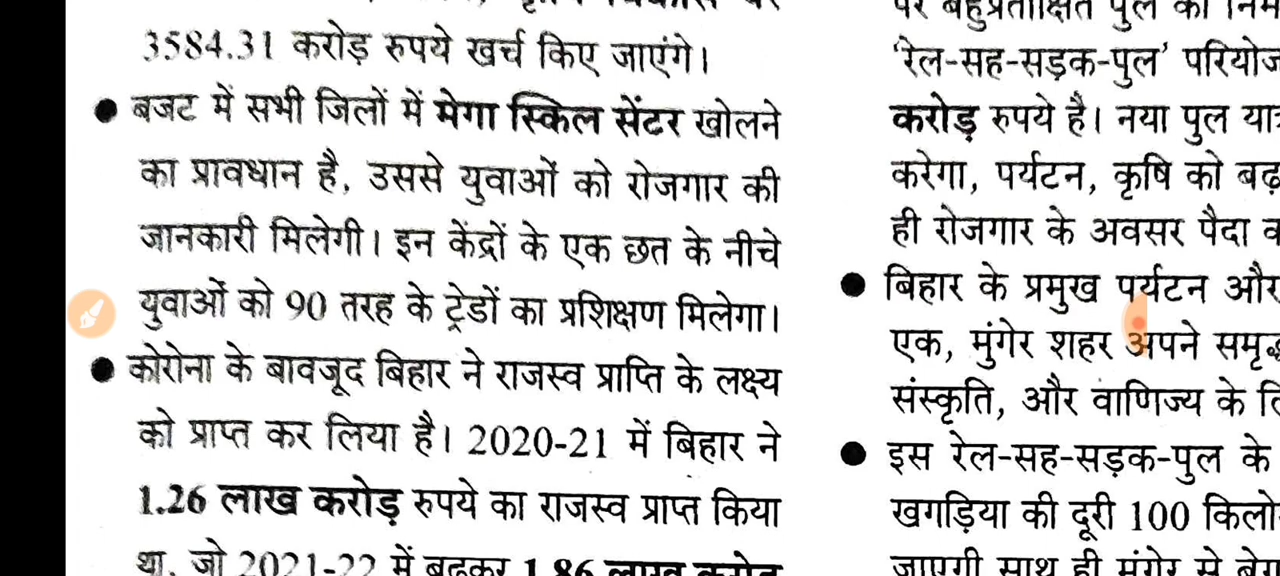 3584.31 करोड़ रुपये खर्च किए जाएंगे।
● बजट में सभी जिलों में मेगा स्किल सेंटर खोलने
का प्रावधान है, उससे युवाओं को रोजगार की
जानकारी मिलेगी। इन केंद्रों के एक छत के नीचे
युवाओं को 90 तरह के ट्रेडों का प्रशिक्षण मिलेगा।
● कोरोना के बावजूद बिहार ने राजस्व प्राप्ति के लक्ष्य
को प्राप्त कर लिया है। 2020-21 में बिहार ने
1.26 लाख करोड़ रुपये का राजस्व प्राप्त किया
था, जो 2021-22 में बढ़कर 1.86 लाख करोड़
पर बहुप्रतीक्षित पुल का
'रेल-सह-सड़क-पुल'
करोड़ रुपये है। नया पुल
करेगा, पर्यटन, कृषि को
ही रोजगार के अवसर पैदा
● बिहार के प्रमुख पर्यटन और
एक, मुंगेर शहर अपने
संस्कृति, और वाणिज्य के
● इस रेल-सह-सड़क-पुल के
खगड़िया की दूरी 100
जाएगी साथ ही मुंगेर से